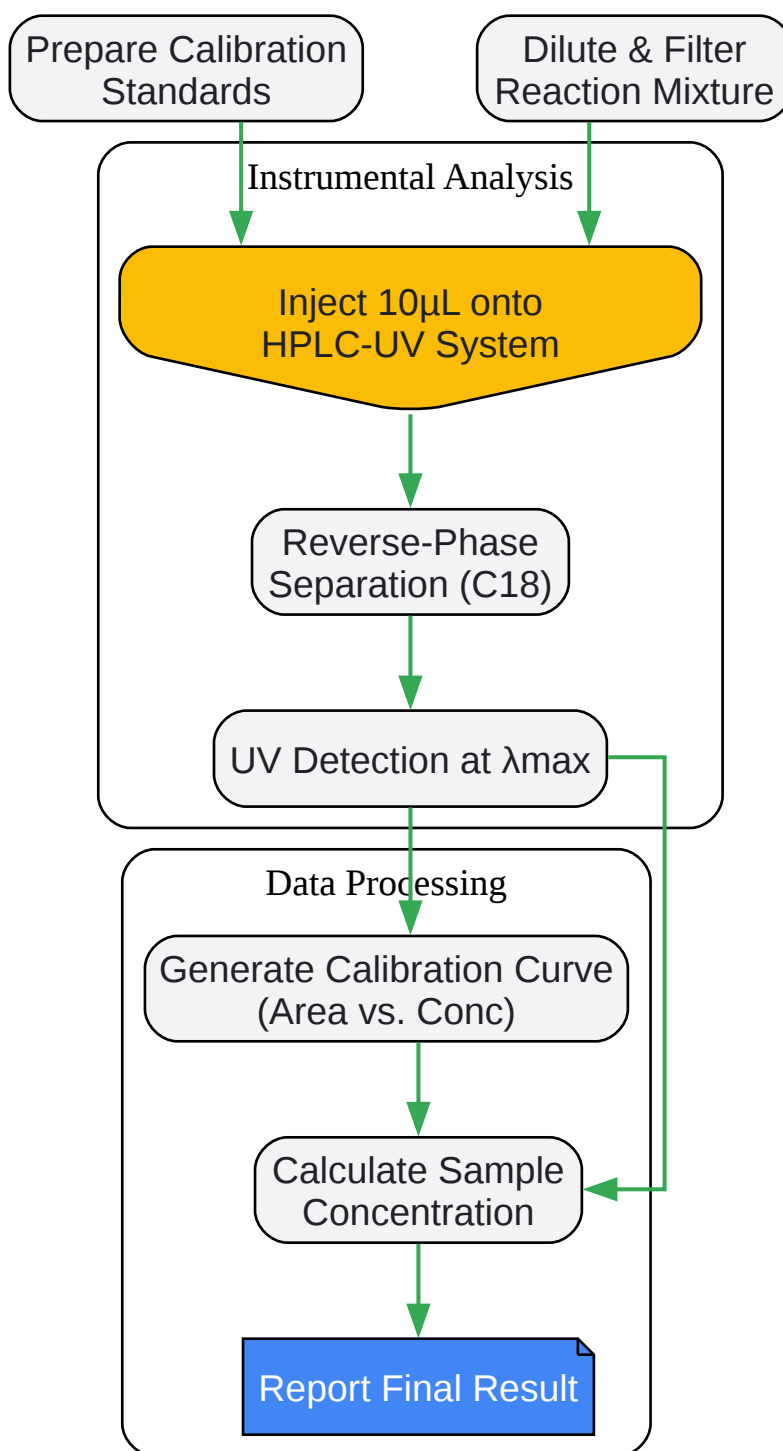 Prepare Calibration
Standards
Dilute & Filter
Reaction Mixture
Instrumental Analysis
Inject 10µL onto
HPLC-UV System
Reverse-Phase
Separation (C18)
UV Detection at λmax
Data Processing
Generate Calibration Curve
(Area vs. Conc)
Calculate Sample
Concentration
Report Final Result